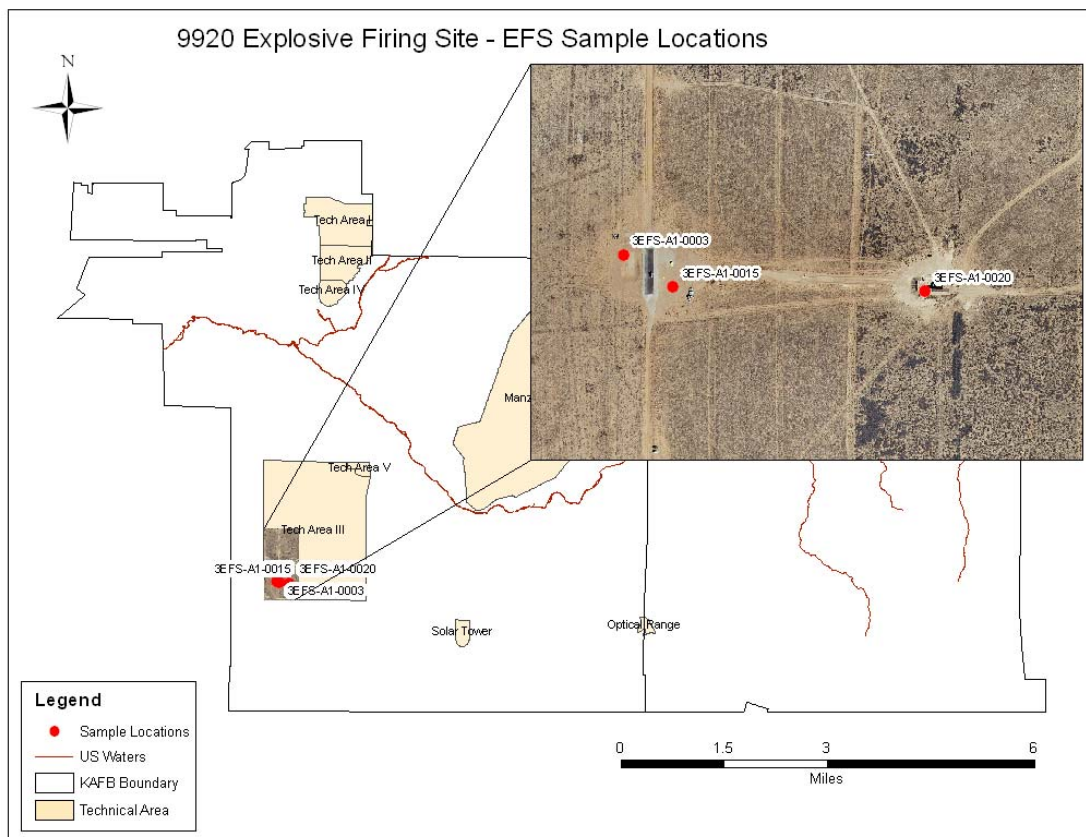 9920 Explosive Firing Site - EFS Sample Locations
N
3EFS-A1-0003
3EFS-A1-0015
3EFS-A1-0020
Tech Area I
Tech Area II
Tech Area IV
Manz
Tech Area V
Tech Area III
3EFS-A1-0015
3EFS-A1-0020
3EFS-A1-0003
Solar Tower
Optical Range
Legend
Sample Locations
US Waters
KAFB Boundary
Technical Area
0 1.5 3 6
Miles